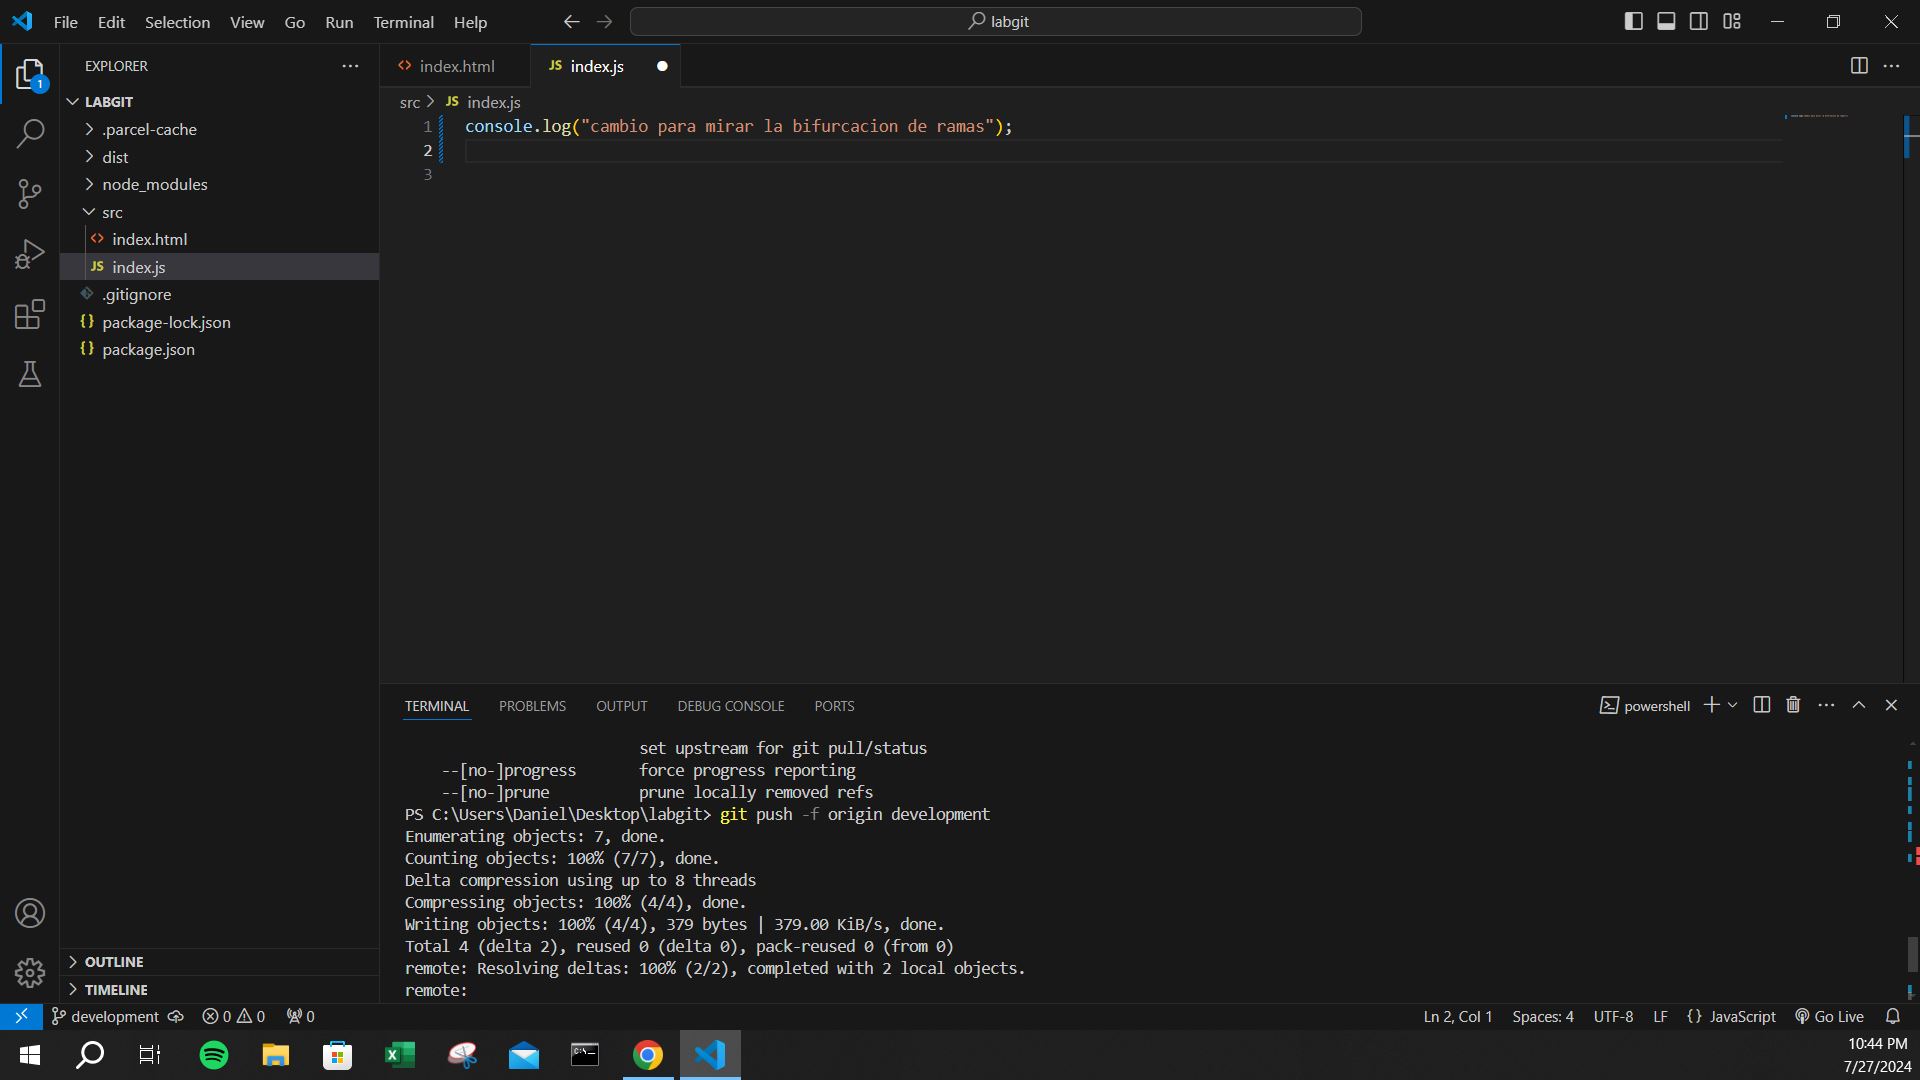 File Edit Selection View Go Run Terminal Help
labgit
EXPLORER
LABGIT
.parcel-cache
dist
node_modules
src
<> index.html
JS index.js
.gitignore
{} package-lock.json
{} package.json
OUTLINE
TIMELINE
1
<> index.html JS index.js
src > JS index.js
1 console.log("cambio para mirar la bifurcacion de ramas");
2
3
TERMINAL PROBLEMS OUTPUT DEBUG CONSOLE PORTS
powershell
set upstream for git pull/status
--[no-]progress force progress reporting
--[no-]prune prune locally removed refs
PS C:\Users\Daniel\Desktop\labgit> git push -f origin development
Enumerating objects: 7, done.
Counting objects: 100% (7/7), done.
Delta compression using up to 8 threads
Compressing objects: 100% (4/4), done.
Writing objects: 100% (4/4), 379 bytes | 379.00 KiB/s, done.
Total 4 (delta 2), reused 0 (delta 0), pack-reused 0 (from 0)
remote: Resolving deltas: 100% (2/2), completed with 2 local objects.
remote:
development 0 0 0 Ln 2, Col 1 Spaces: 4 UTF-8 LF {} JavaScript Go Live
10:44 PM
7/27/2024